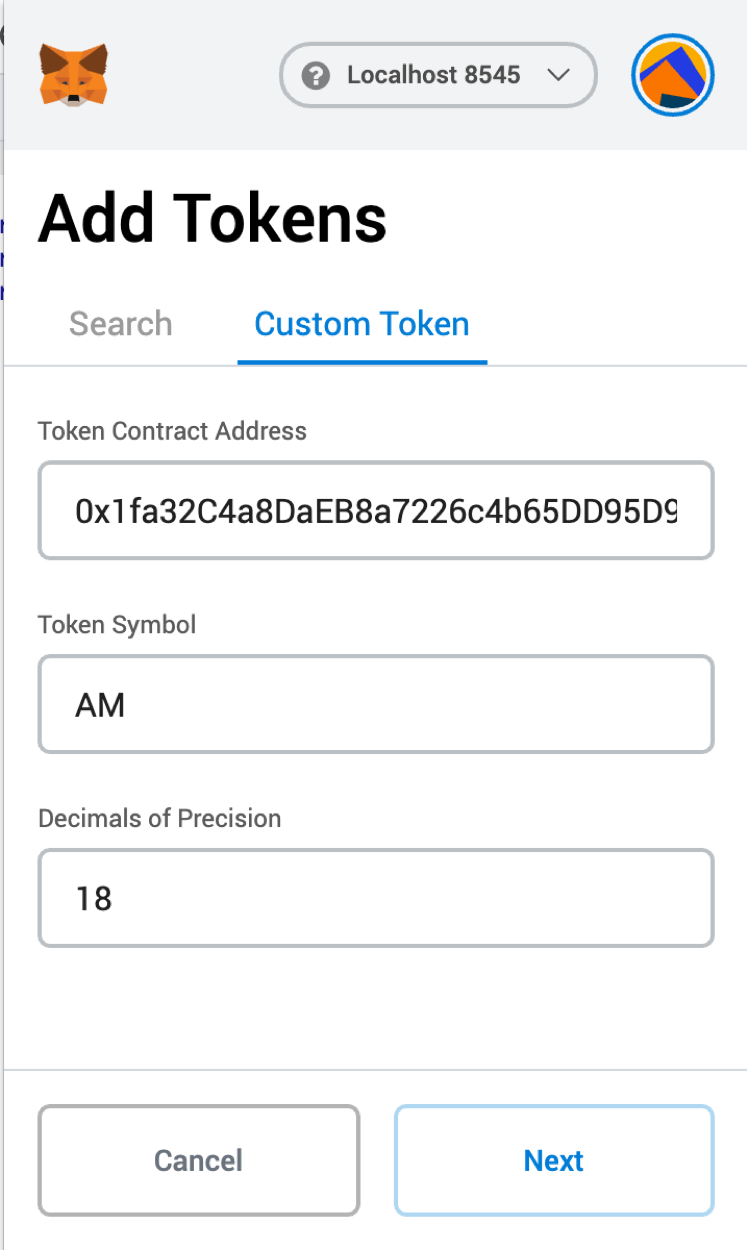 Localhost 8545
Add Tokens
Search Custom Token
Token Contract Address
0x1fa32C4a8DaEB8a7226c4b65DD95D9
Token Symbol
AM
Decimals of Precision
18
Cancel Next